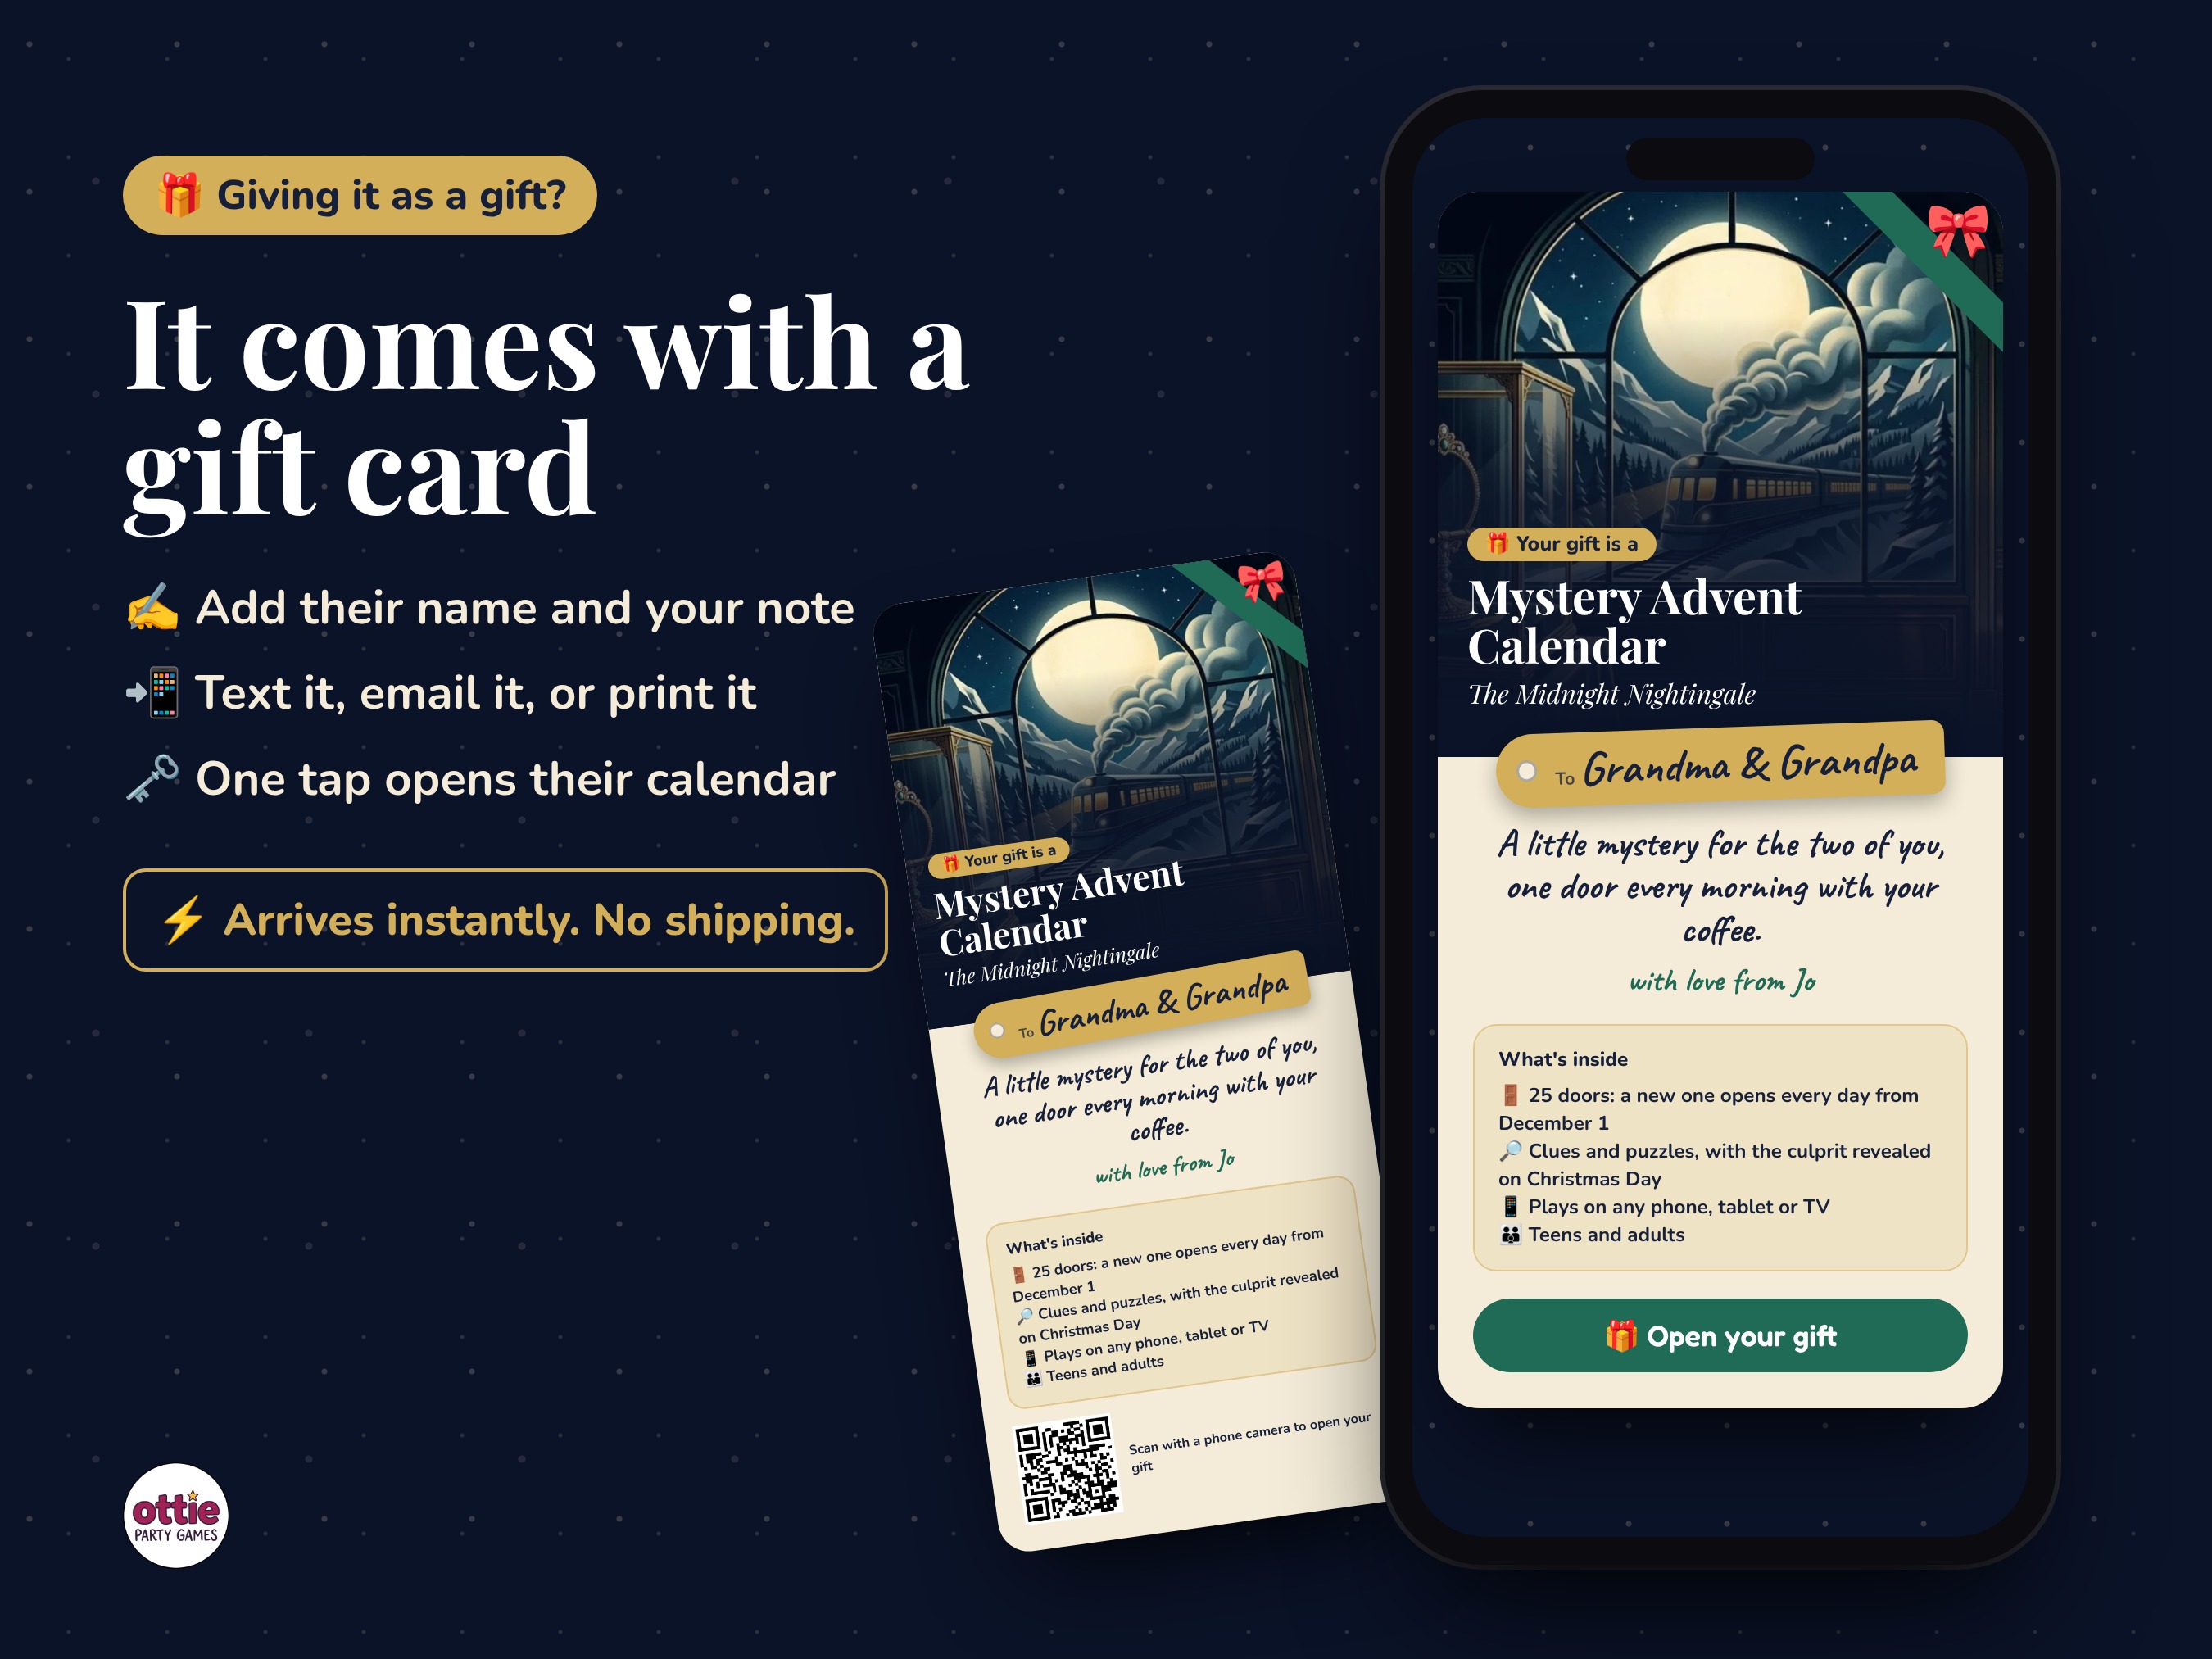 🎁 Giving it as a gift?
It comes with a
gift card
✍️ Add their name and your note
📲 Text it, email it, or print it
🗝️ One tap opens their calendar
⚡ Arrives instantly. No shipping.
ottie
PARTY GAMES
🎁 Your gift is a
Mystery Advent
Calendar
The Midnight Nightingale
To Grandma & Grandpa
A little mystery for the two of you,
one door every morning with your
coffee.
with love from Jo
What's inside
🚪 25 doors: a new one opens every day from
December 1
🔎 Clues and puzzles, with the culprit revealed
on Christmas Day
📱 Plays on any phone, tablet or TV
👪 Teens and adults
Scan with a phone camera to open your
gift
🎁 Your gift is a
Mystery Advent
Calendar
The Midnight Nightingale
To Grandma & Grandpa
A little mystery for the two of you,
one door every morning with your
coffee.
with love from Jo
What's inside
🚪 25 doors: a new one opens every day from
December 1
🔎 Clues and puzzles, with the culprit revealed
on Christmas Day
📱 Plays on any phone, tablet or TV
👪 Teens and adults
🎁 Open your gift